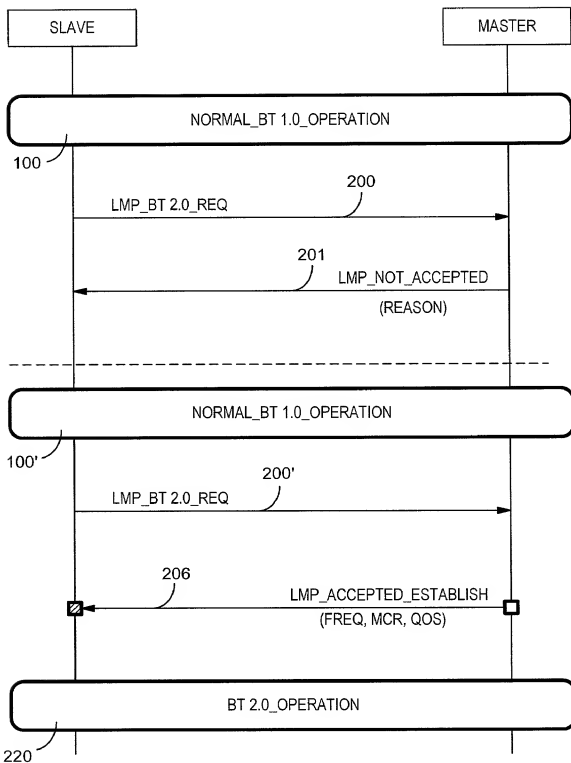 SLAVE
MASTER
NORMAL_BT 1.0_OPERATION
100
200
LMP_BT 2.0_REQ
201
LMP_NOT_ACCEPTED
(REASON)
NORMAL_BT 1.0_OPERATION
100'
LMP_BT 2.0_REQ
200'
206
LMP_ACCEPTED_ESTABLISH
(FREQ, MCR, QOS)
BT 2.0_OPERATION
220